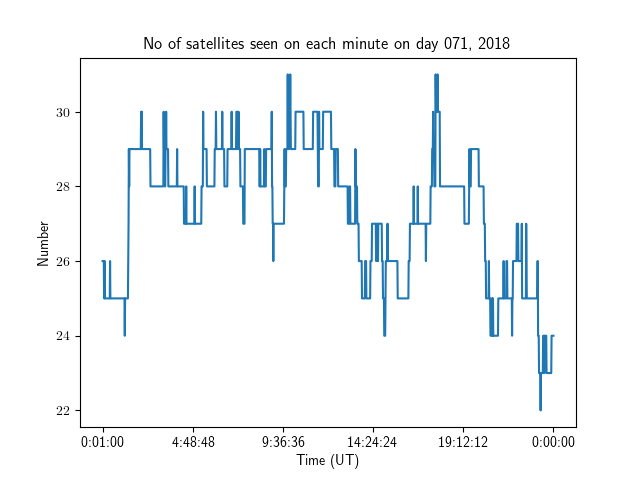 No of satellites seen on each minute on day 071, 2018
30
28
26
24
22
Number
0:01:00 4:48:48 9:36:36 14:24:24 19:12:12 0:00:00
Time (UT)